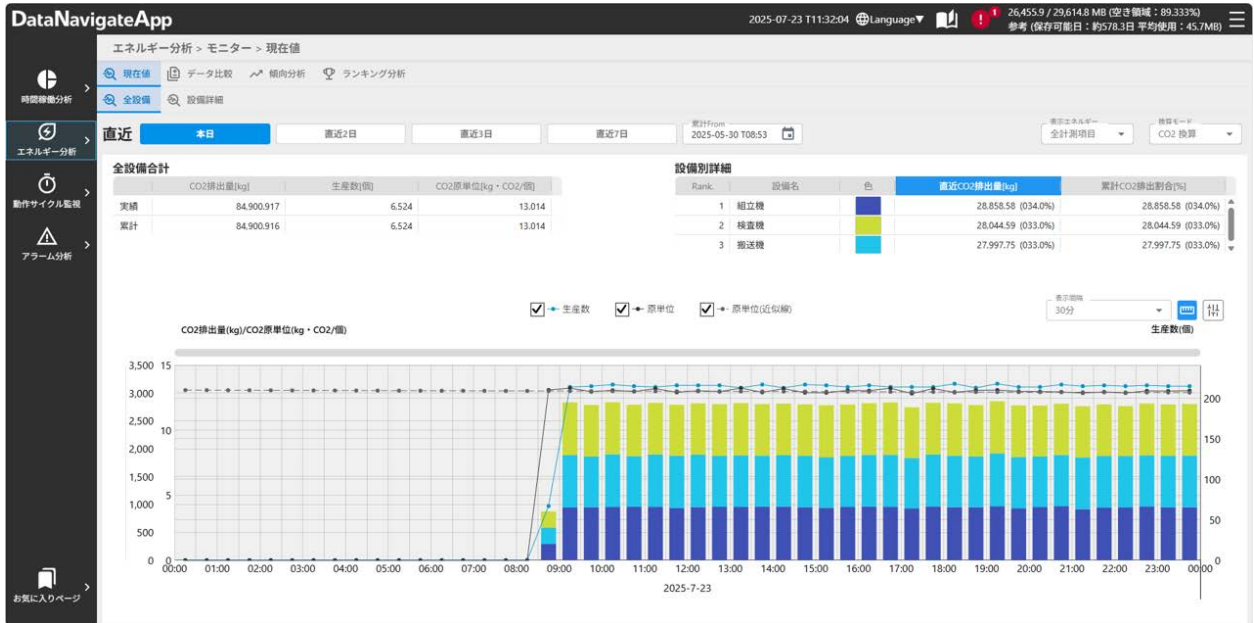 DataNavigateApp
2025-07-23 T11:32:04 Language▼ 1 26,455.9 / 29,614.8 MB (空き領域：89.333%)
参考 (保存可能日：約578.3日 平均使用：45.7MB)
エネルギー分析 > モニター > 現在値
現在値 データ比較 傾向分析 ランキング分析
全設備 設備詳細
時間稼働分析
エネルギー分析
動作サイクル監視
アラーム分析
お気に入りページ
直近 本日 直近2日 直近3日 直近7日
累計From
2025-05-30 T08:53
表示エネルギー
全計測項目
換算モード
CO2 換算
全設備合計
CO2排出量[kg] 生産数[個] CO2原単位[kg・CO2/個]
実績 84.900.917 6.524 13.014
累計 84.900.916 6.524 13.014
設備別詳細
Rank. 設備名 色 直近CO2排出量[kg] 累計CO2排出割合[%]
1 組立機 28.858.58 (034.0%) 28.858.58 (034.0%)
2 検査機 28.044.59 (033.0%) 28.044.59 (033.0%)
3 搬送機 27.997.75 (033.0%) 27.997.75 (033.0%)
生産数 原単位 原単位(近似線)
表示間隔
30分
CO2排出量(kg)/CO2原単位(kg・CO2/個)
生産数(個)
3,500 15
3,000
200
2,500
10
2,000
150
1,500
100
1,000
5
500
50
0 0
0
00:00 01:00 02:00 03:00 04:00 05:00 06:00 07:00 08:00 09:00 10:00 11:00 12:00 13:00 14:00 15:00 16:00 17:00 18:00 19:00 20:00 21:00 22:00 23:00 00:00
2025-7-23